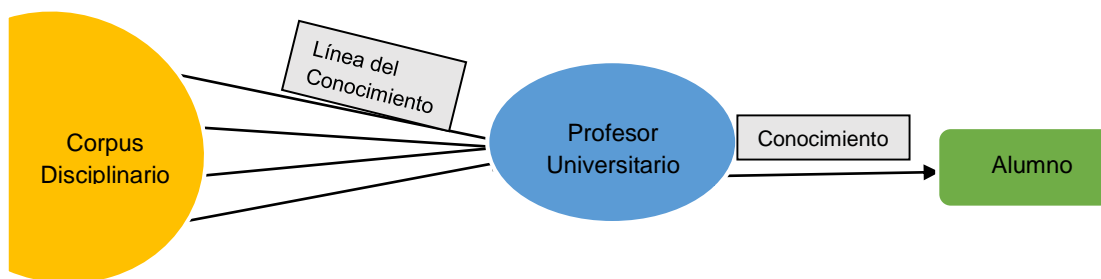 Corpus
Disciplinario
Línea del
Conocimiento
Profesor
Universitario
Conocimiento
Alumno